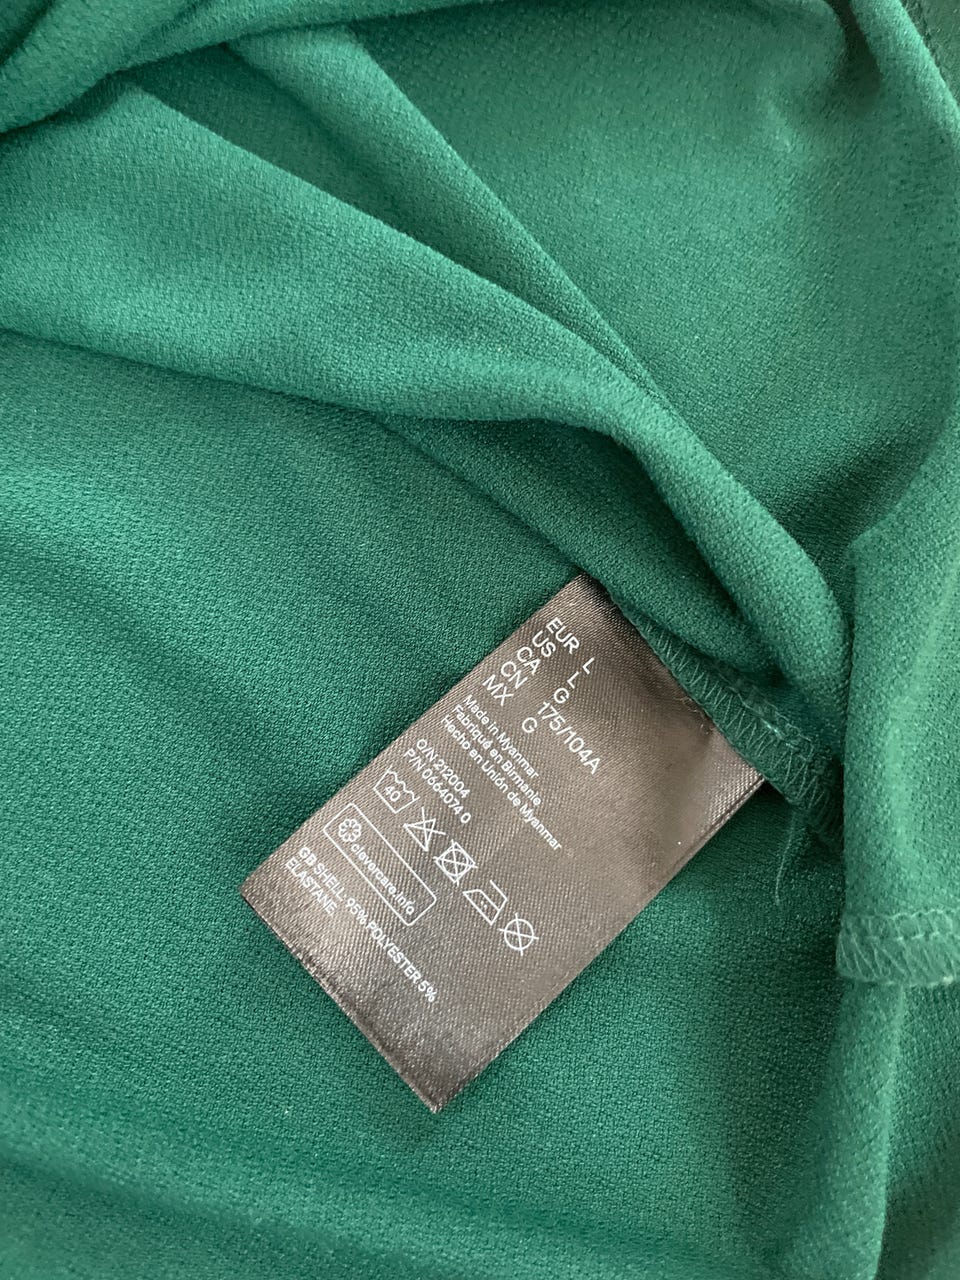 EUR L
US L
CA G
CN 175/104A
MX G
Made in Myanmar
Fabriqué en Birmanie
Hecho en Unión de Myanmar
O/N 212004
P/N 0664074 0
40
clevercare.info
GB SHELL: 95% POLYESTER 5%
ELASTANE